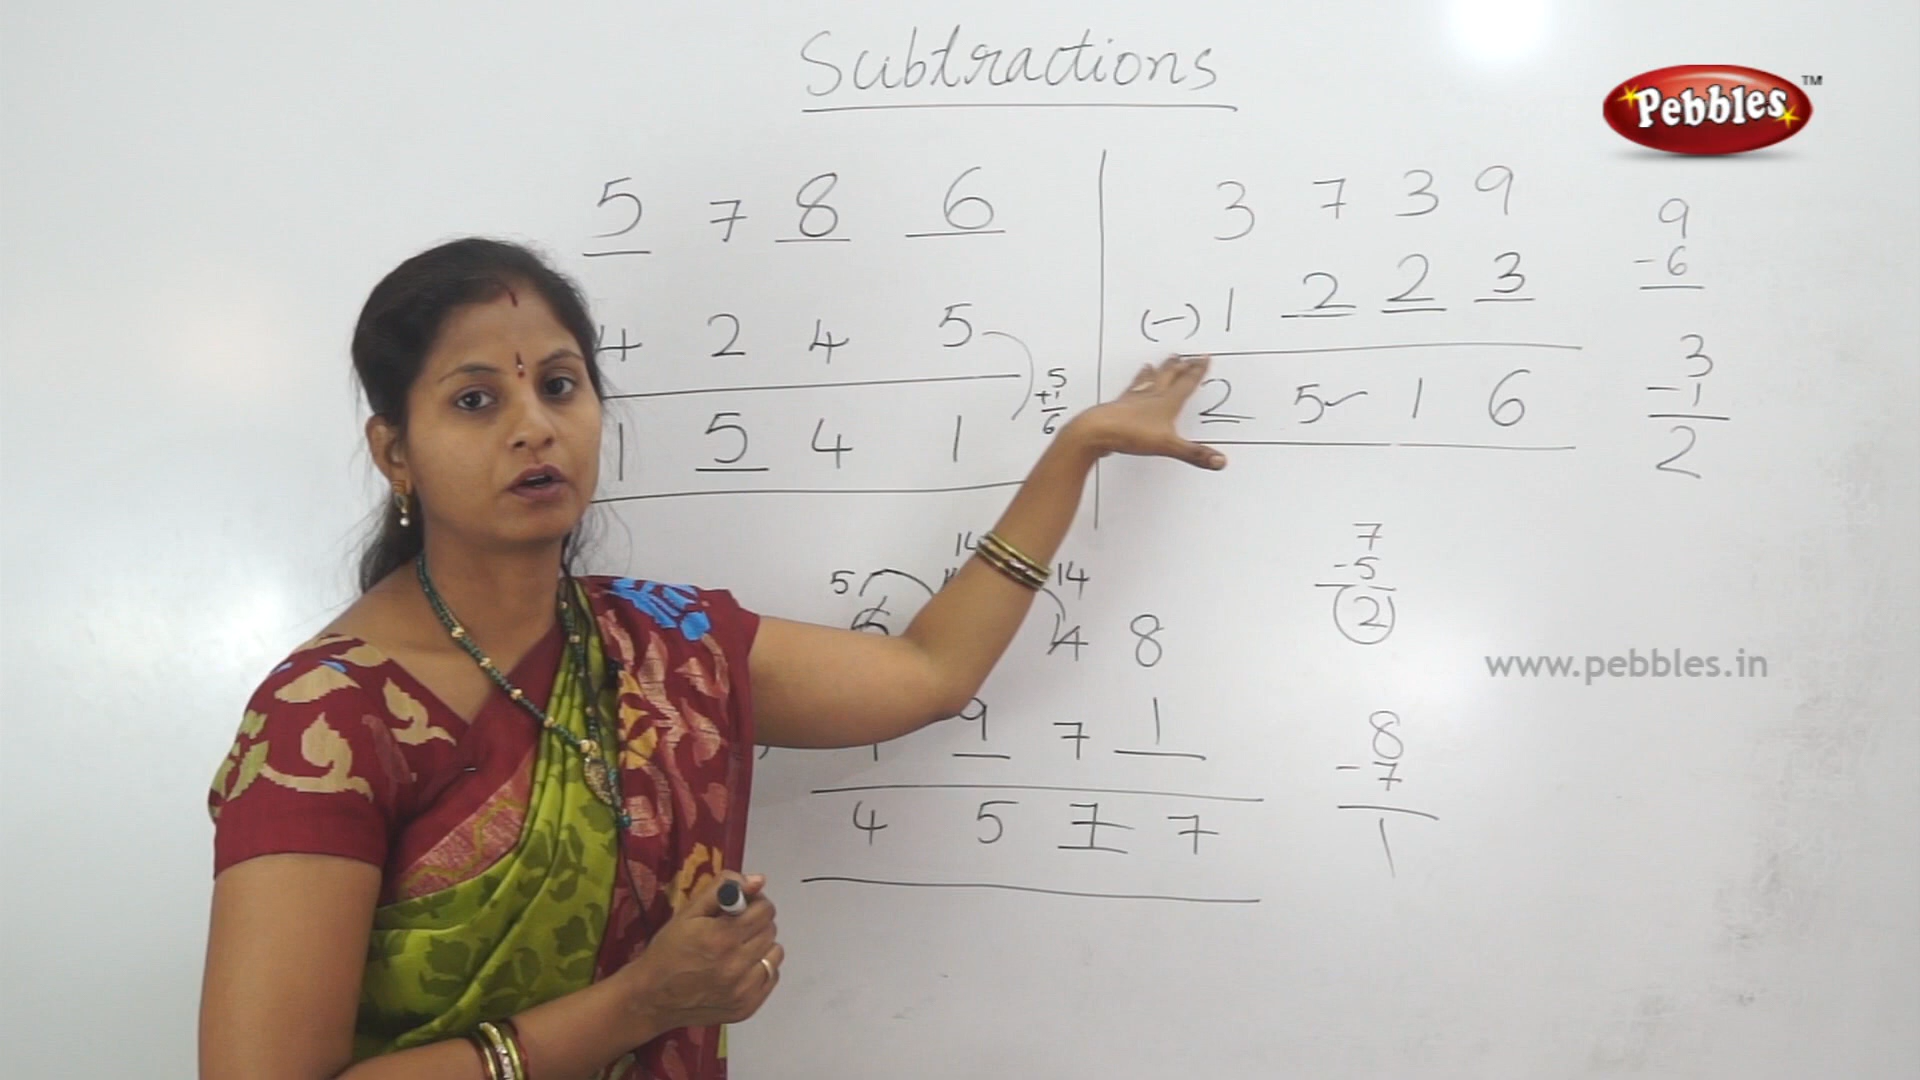 Subtractions
Pebbles™
5 7 8 6
4 2 4 5
1 5 4 1
5
+1
6
3 7 3 9
(-) 1 2 2 3
2 5 1 6
9
-6
3
-1
2
5 14 14
6 4 8
9 7 1
4 5 7 7
7
-5
2
8
-7
1
www.pebbles.in